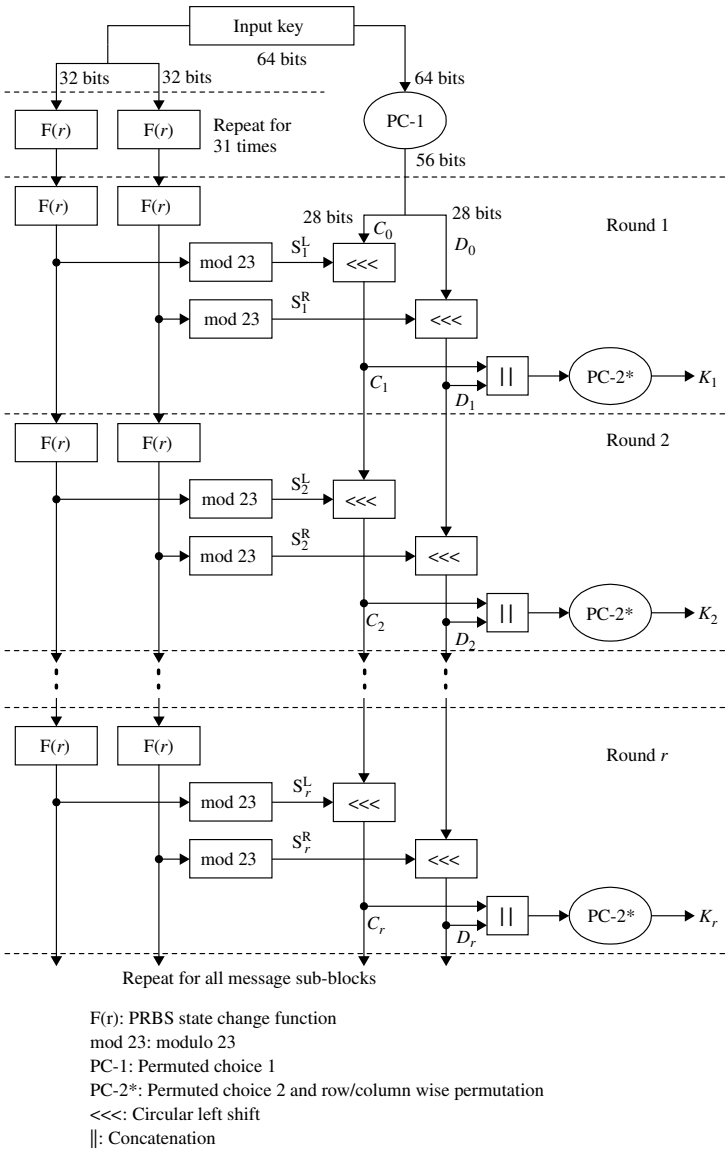 Input key
64 bits
32 bits
32 bits
64 bits
F(r)
F(r)
Repeat for
31 times
PC-1
56 bits
F(r)
F(r)
28 bits
28 bits
Round 1
C₀
D₀
mod 23
S₁ᴸ
<<<
mod 23
S₁ᴿ
<<<
||
PC-2*
K₁
C₁
D₁
F(r)
F(r)
Round 2
mod 23
S₂ᴸ
<<<
mod 23
S₂ᴿ
<<<
||
PC-2*
K₂
C₂
D₂
F(r)
F(r)
Round r
mod 23
Sᵣᴸ
<<<
mod 23
Sᵣᴿ
<<<
||
PC-2*
Kᵣ
Cᵣ
Dᵣ
Repeat for all message sub-blocks
F(r): PRBS state change function
mod 23: modulo 23
PC-1: Permuted choice 1
PC-2*: Permuted choice 2 and row/column wise permutation
<<<: Circular left shift
||: Concatenation